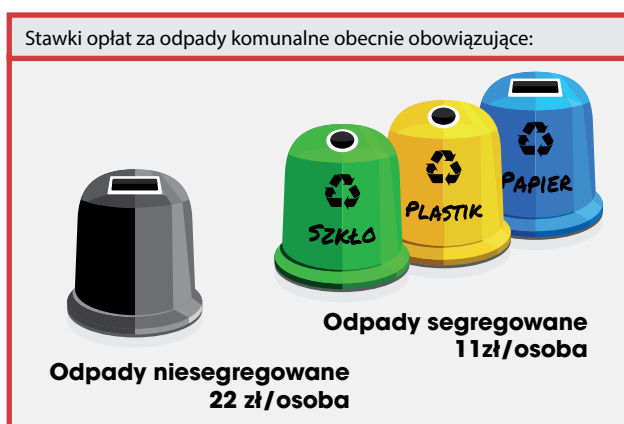 Stawki opłat za odpady komunalne obecnie obowiązujące:
PAPIER
PLASTIK
SZKŁO
Odpady segregowane
11zł/osoba
Odpady niesegregowane
22 zł/osoba